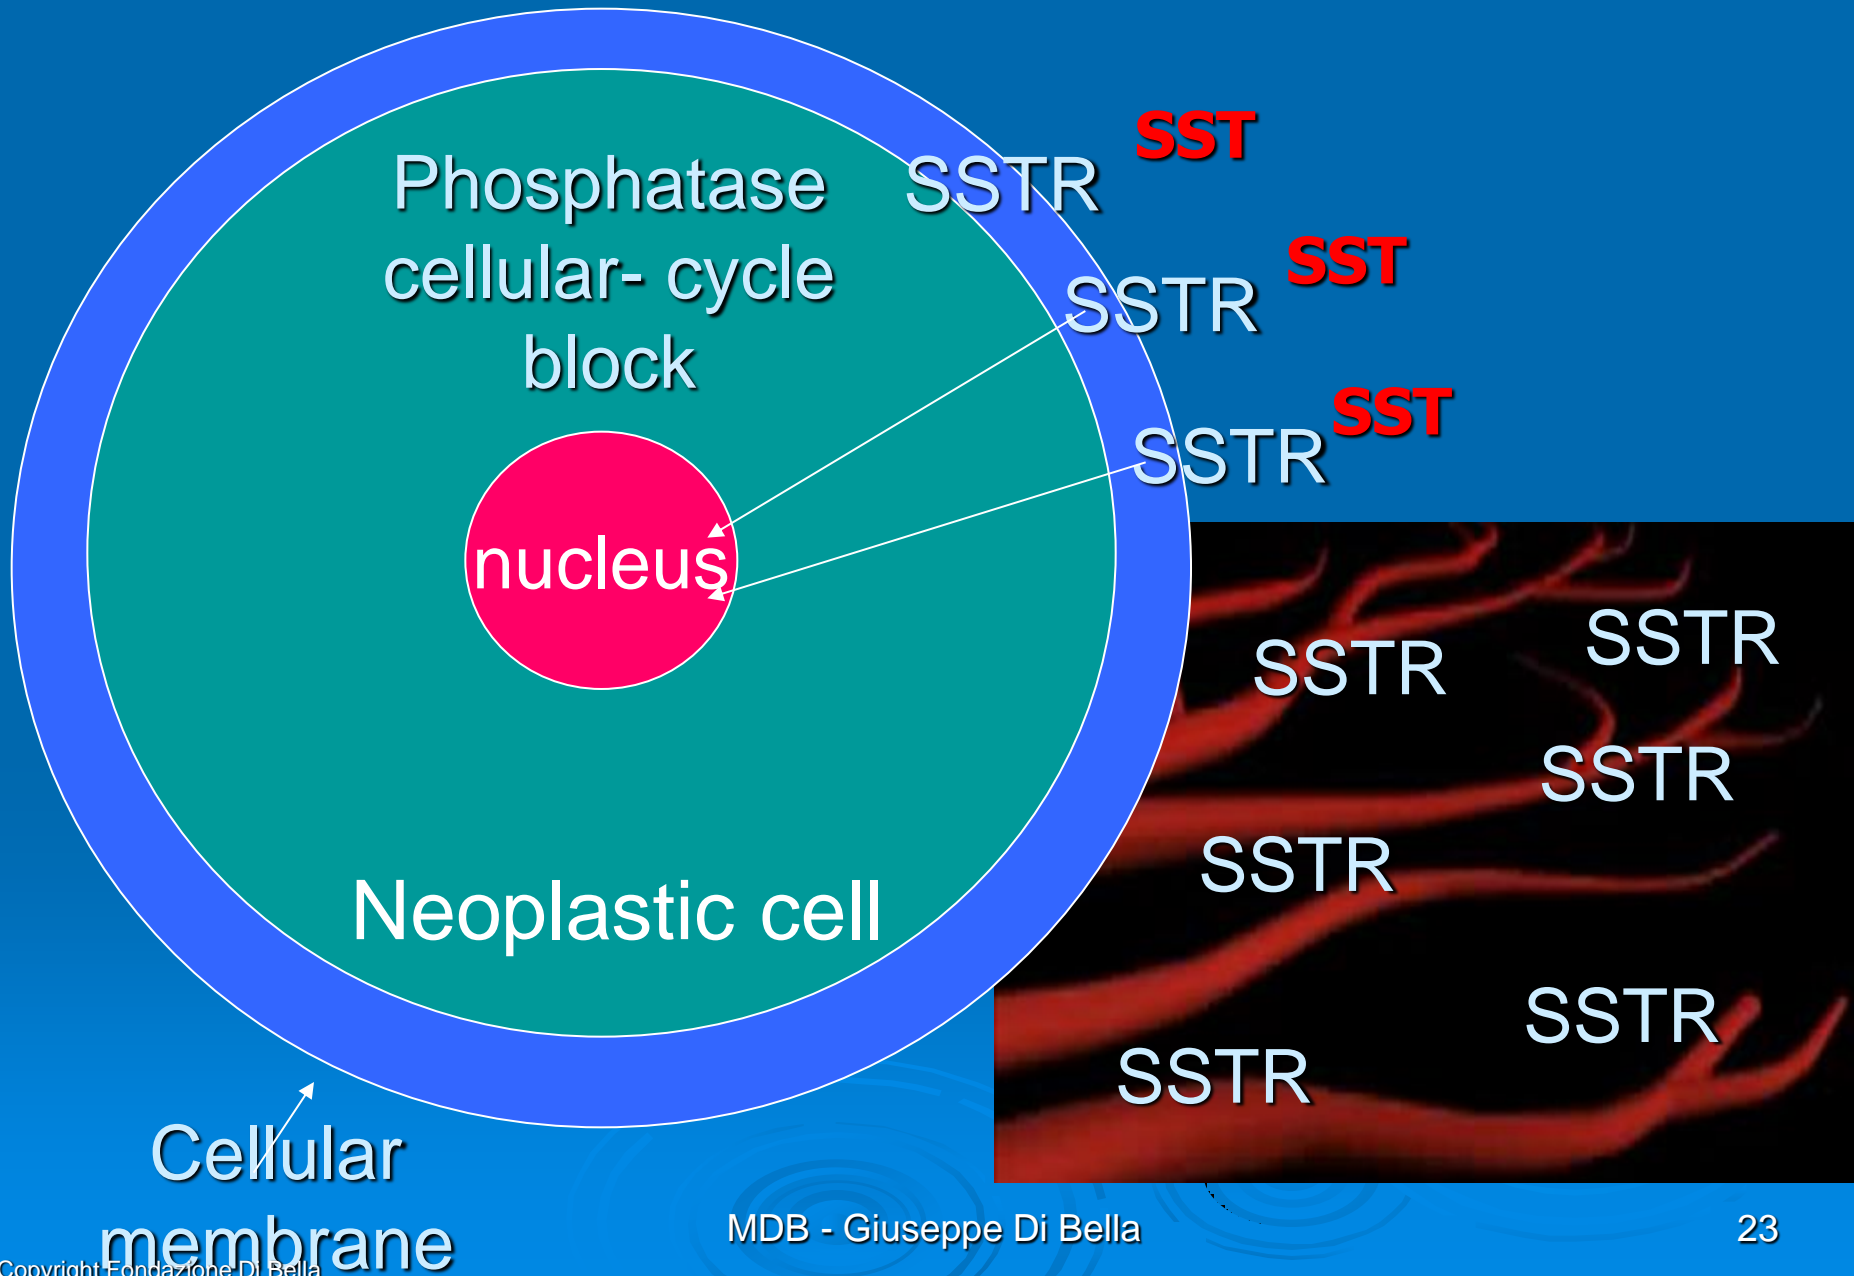 SST
Phosphatase
cellular- cycle
block
SSTR
SST
SSTR
SST
SSTR
nucleus
SSTR
SSTR
SSTR
SSTR
Neoplastic cell
SSTR
SSTR
Cellular
membrane
MDB - Giuseppe Di Bella
23
Copyright Fondazione Di Bella